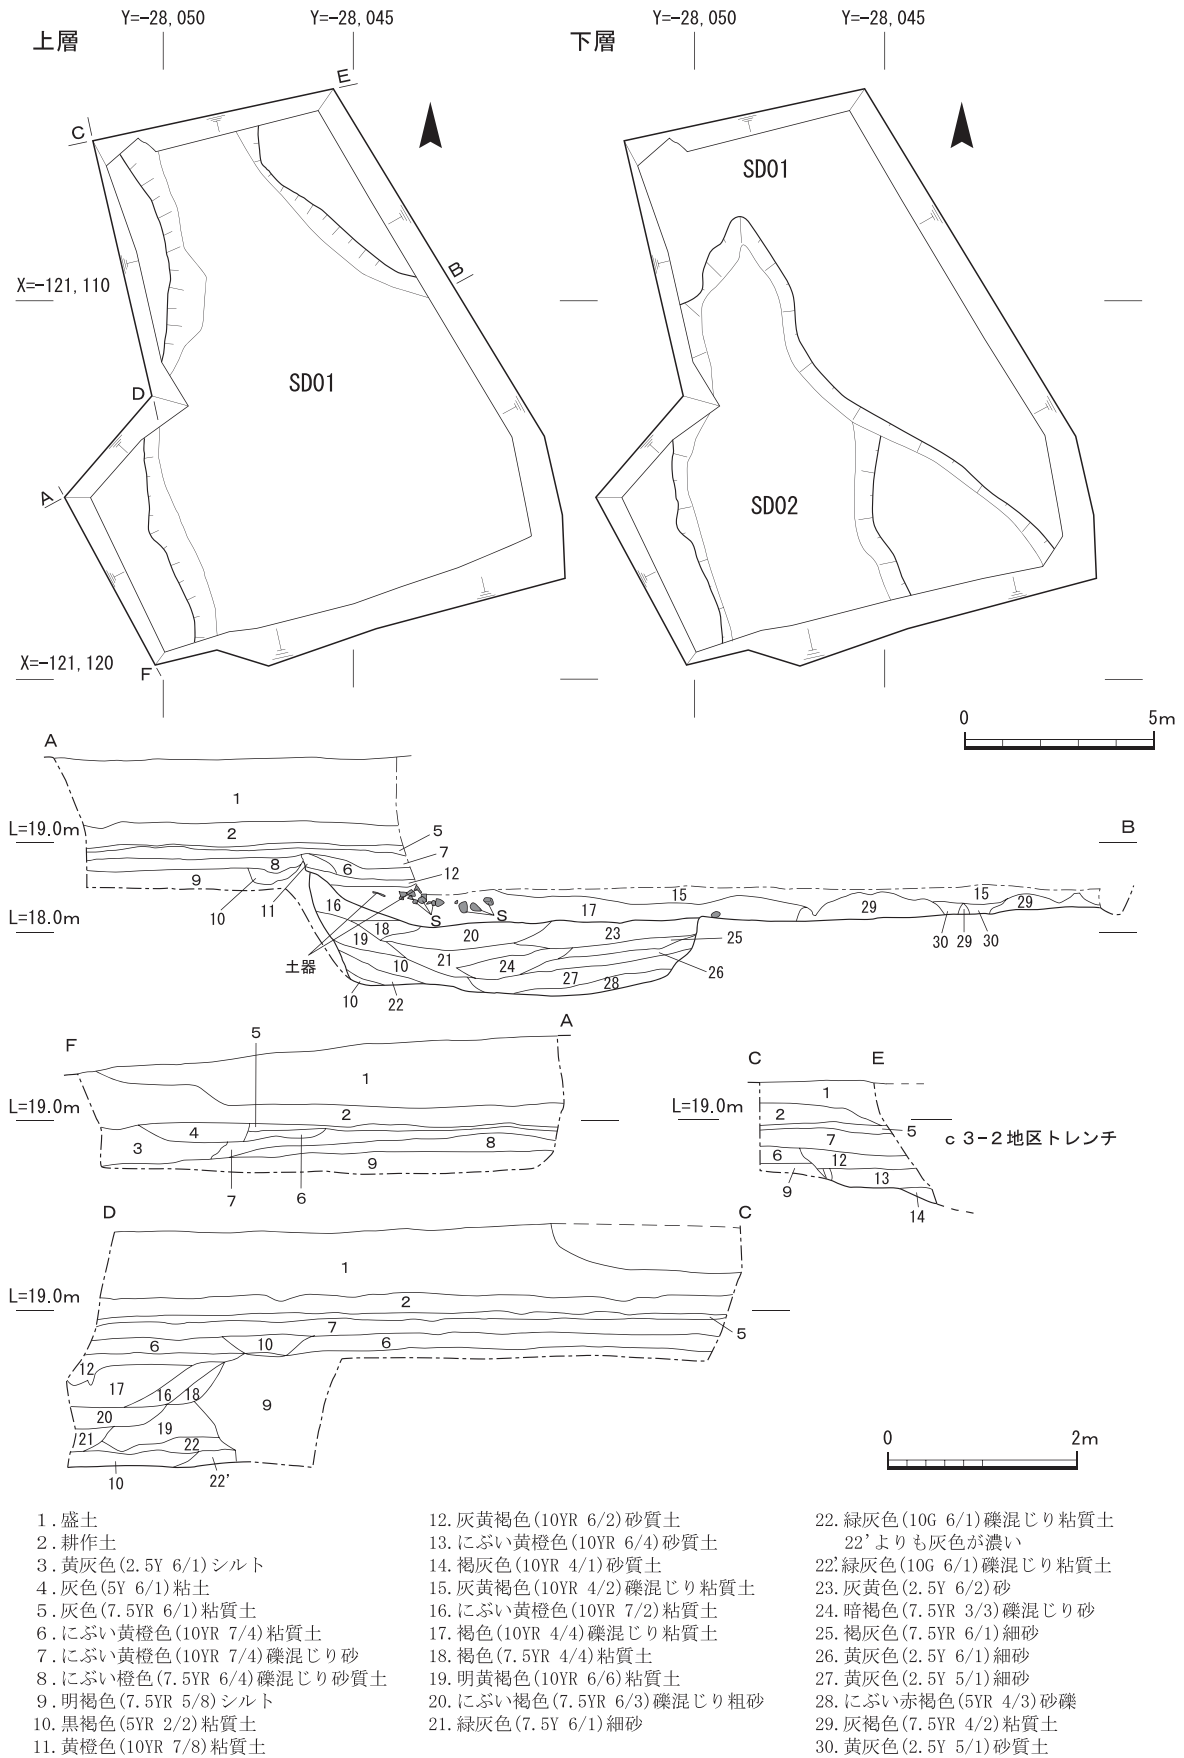 Y=-28,050 Y=-28,045 Y=-28,050 Y=-28,045
上層 下層
E
C
SD01
B
X=-121,110
SD01
D
A
SD02
X=-121,120
F
0 5m
A
1
L=19.0m 2 5 B
7
8 6 12
9 10 11
L=18.0m 16 S S 17 15 29 15 29
18 20 23 25 30 29 30
19 21 24 26
土器 10 27 28
10 22
F 5 A C E
1 1
L=19.0m 2 L=19.0m 2 5
4 8 7 c3-2地区トレンチ
3 9 6 12
7 6 9 13
14
D C
1
L=19.0m 2
7 5
6 10 6
12
17 16 18 9
20 19
21 22
10 22'
0 2m
1.盛土
2.耕作土
3.黄灰色(2.5Y 6/1)シルト
4.灰色(5Y 6/1)粘土
5.灰色(7.5YR 6/1)粘質土
6.にぶい黄橙色(10YR 7/4)粘質土
7.にぶい黄橙色(10YR 7/4)礫混じり砂
8.にぶい橙色(7.5YR 6/4)礫混じり砂質土
9.明褐色(7.5YR 5/8)シルト
10.黒褐色(5YR 2/2)粘質土
11.黄橙色(10YR 7/8)粘質土
12.灰黄褐色(10YR 6/2)砂質土
13.にぶい黄橙色(10YR 6/4)砂質土
14.褐灰色(10YR 4/1)砂質土
15.灰黄褐色(10YR 4/2)礫混じり粘質土
16.にぶい黄橙色(10YR 7/2)粘質土
17.褐色(10YR 4/4)礫混じり粘質土
18.褐色(7.5YR 4/4)粘質土
19.明黄褐色(10YR 6/6)粘質土
20.にぶい褐色(7.5YR 6/3)礫混じり粗砂
21.緑灰色(7.5Y 6/1)細砂
22.緑灰色(10G 6/1)礫混じり粘質土
22'よりも灰色が濃い
22'緑灰色(10G 6/1)礫混じり粘質土
23.灰黄色(2.5Y 6/2)砂
24.暗褐色(7.5YR 3/3)礫混じり砂
25.褐灰色(7.5YR 6/1)細砂
26.黄灰色(2.5Y 6/1)細砂
27.黄灰色(2.5Y 5/1)細砂
28.にぶい赤褐色(5YR 4/3)砂礫
29.灰褐色(7.5YR 4/2)粘質土
30.黄灰色(2.5Y 5/1)砂質土